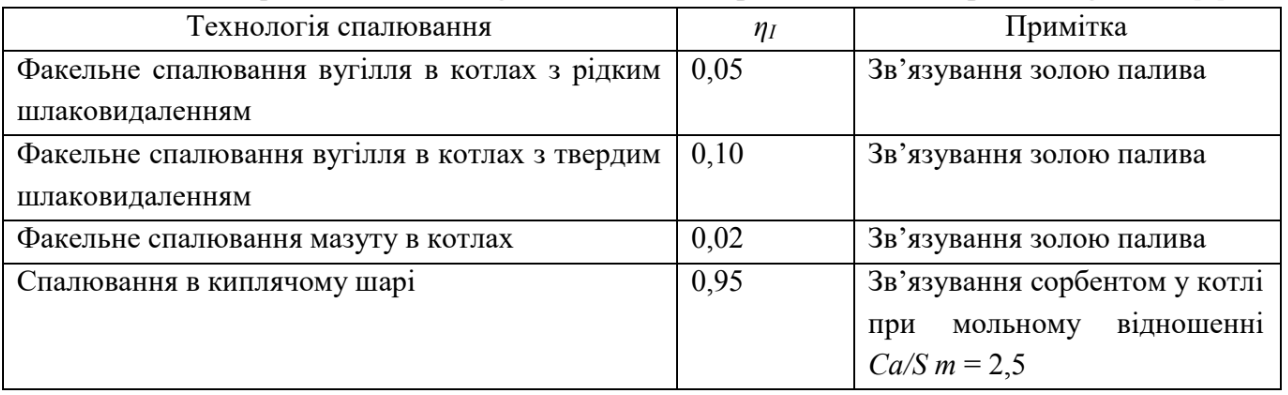 Технологія спалювання
ηI
Примітка
Факельне спалювання вугілля в котлах з рідким
шлаковидаленням
0,05
Зв’язування золою палива
Факельне спалювання вугілля в котлах з твердим
шлаковидаленням
0,10
Зв’язування золою палива
Факельне спалювання мазуту в котлах
0,02
Зв’язування золою палива
Спалювання в киплячому шарі
0,95
Зв’язування сорбентом у котлі
при мольному відношенні
Ca/S m = 2,5